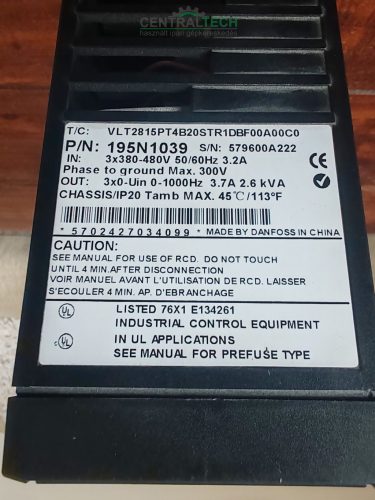 CENTRALTECH
használt ipari gépkereskedés
T/C: VLT2815PT4B20STR1DBF00A00C0
P/N: 195N1039 S/N: 579600A222
IN: 3x380-480V 50/60Hz 3.2A
Phase to ground Max. 300V
OUT: 3x0-Uin 0-1000Hz 3.7A 2.6 kVA
CHASSIS/IP20 Tamb MAX. 45℃/113°F
CE
* 5702427034099 * MADE BY DANFOSS IN CHINA
CAUTION:
SEE MANUAL FOR USE OF RCD. DO NOT TOUCH
UNTIL 4 MIN.AFTER DISCONNECTION
VOIR MANUEL AVANT L'UTILISATION DE RCD. LAISSER
S'ECOULER 4 MIN. AP. D'EBRANCHAGE
UL LISTED 76X1 E134261
INDUSTRIAL CONTROL EQUIPMENT
c UL IN UL APPLICATIONS
SEE MANUAL FOR PREFUSE TYPE